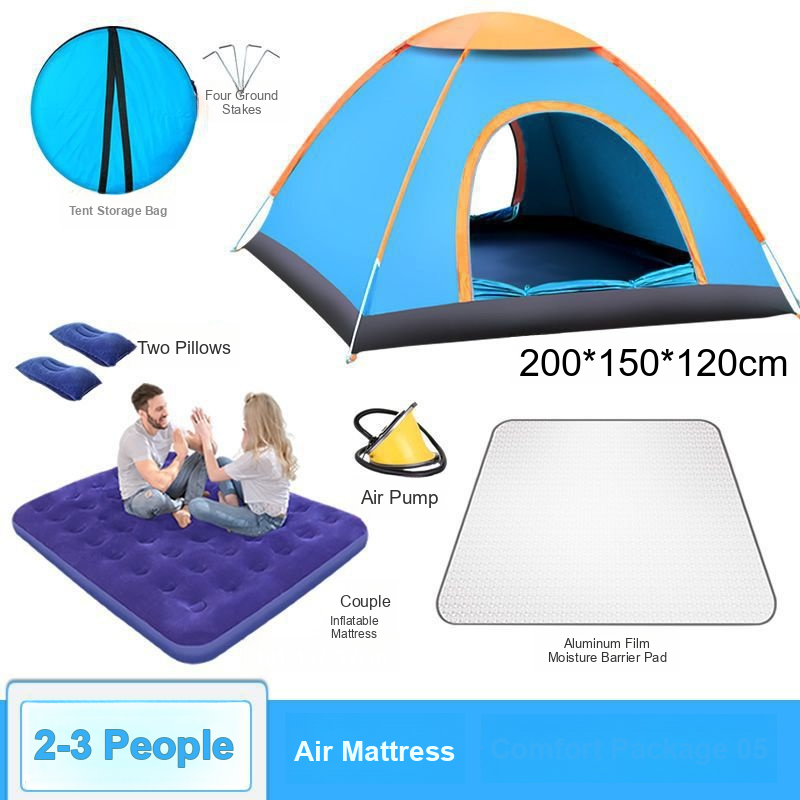 Four Ground
Stakes
Tent Storage Bag
Two Pillows
200*150*120cm
Air Pump
Couple
Inflatable
Mattress
Aluminum Film
Moisture Barrier Pad
2-3 People
Air Mattress
Comfort Package 05